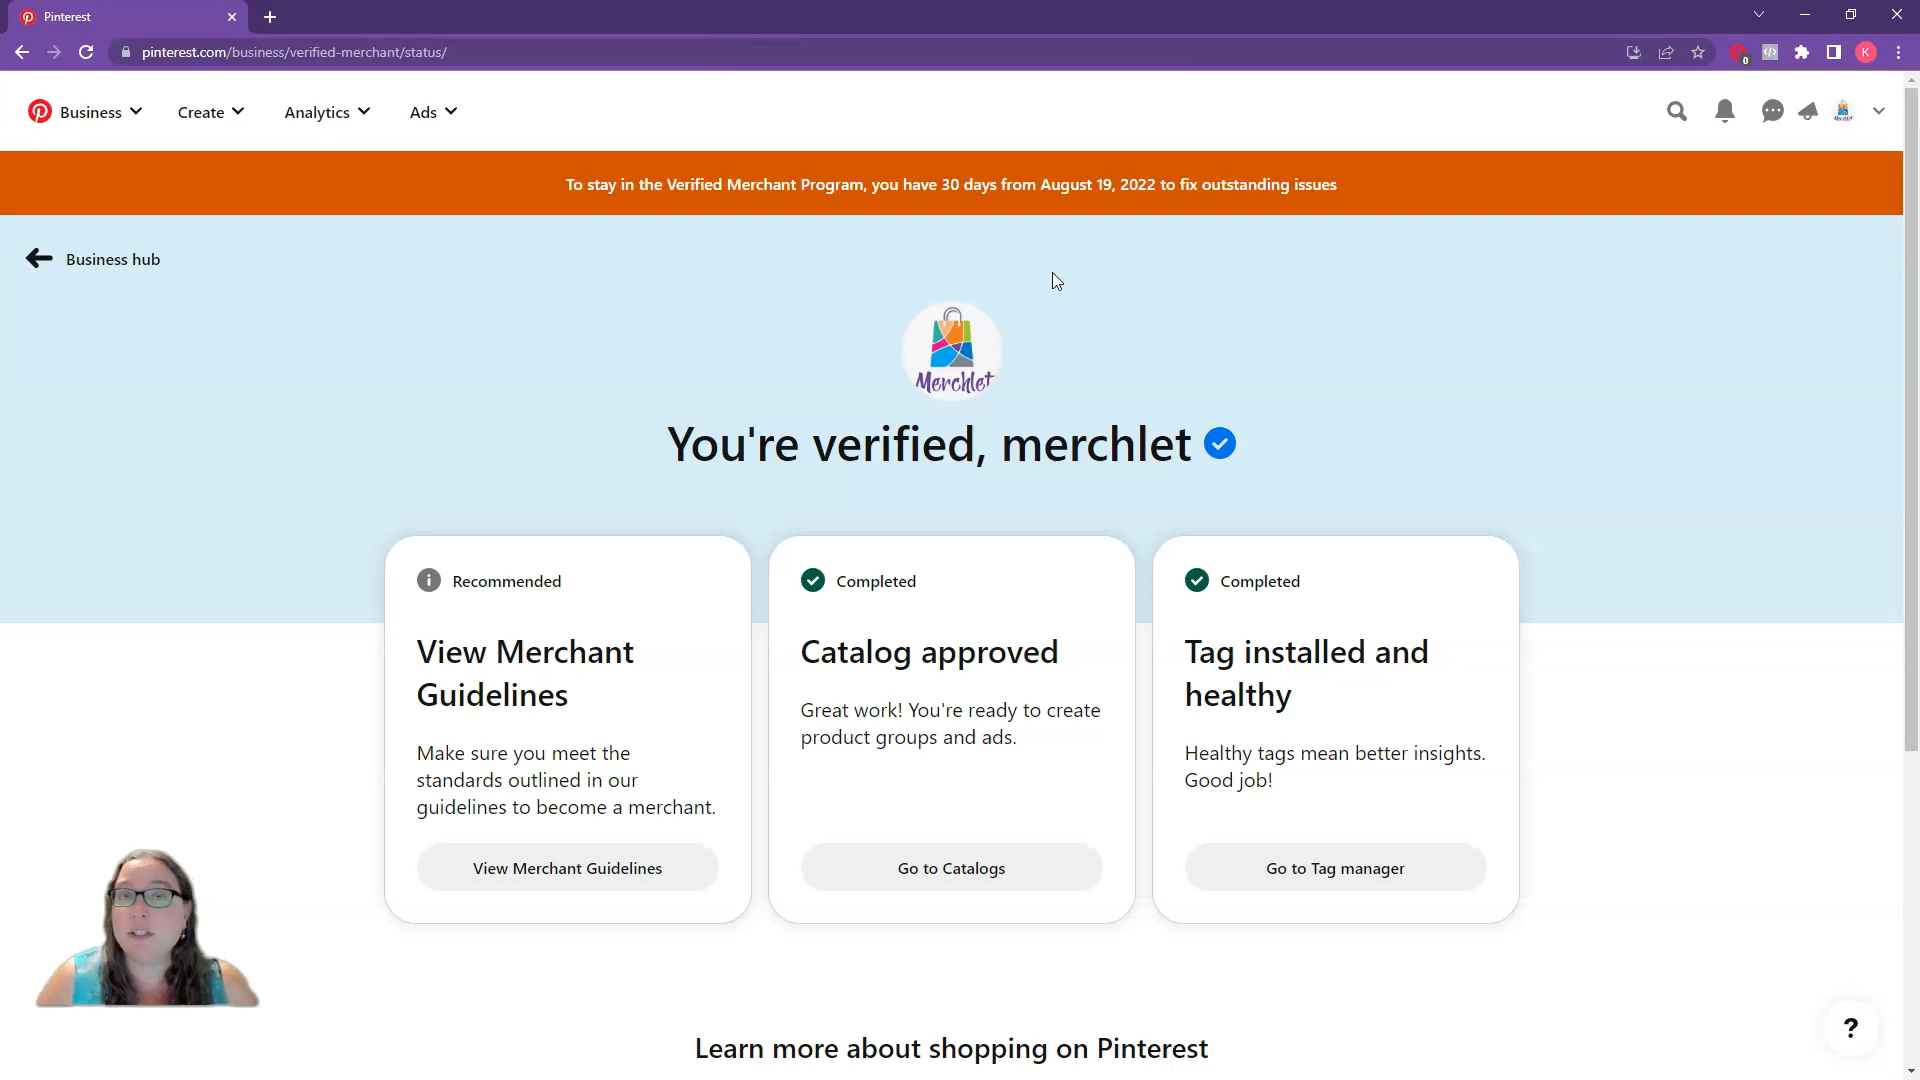 Pinterest
pinterest.com/business/verified-merchant/status/
0
K
Business
Create
Analytics
Ads
To stay in the Verified Merchant Program, you have 30 days from August 19, 2022 to fix outstanding issues
Business hub
Merchlet
You're verified, merchlet
Recommended
View Merchant
Guidelines
Make sure you meet the
standards outlined in our
guidelines to become a merchant.
View Merchant Guidelines
Completed
Catalog approved
Great work! You're ready to create
product groups and ads.
Go to Catalogs
Completed
Tag installed and
healthy
Healthy tags mean better insights.
Good job!
Go to Tag manager
Learn more about shopping on Pinterest
?